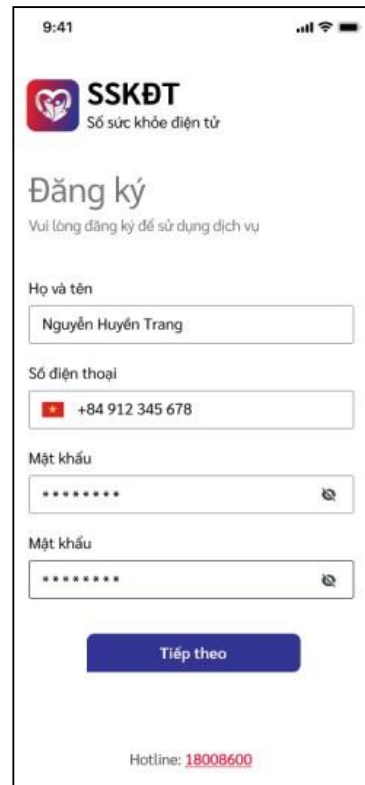 9:41
SSKĐT
Sổ sức khỏe điện tử
Đăng ký
Vui lòng đăng ký để sử dụng dịch vụ
Họ và tên
Nguyễn Huyền Trang
Số điện thoại
+84 912 345 678
Mật khẩu
********
Mật khẩu
********
Tiếp theo
Hotline: 18008600